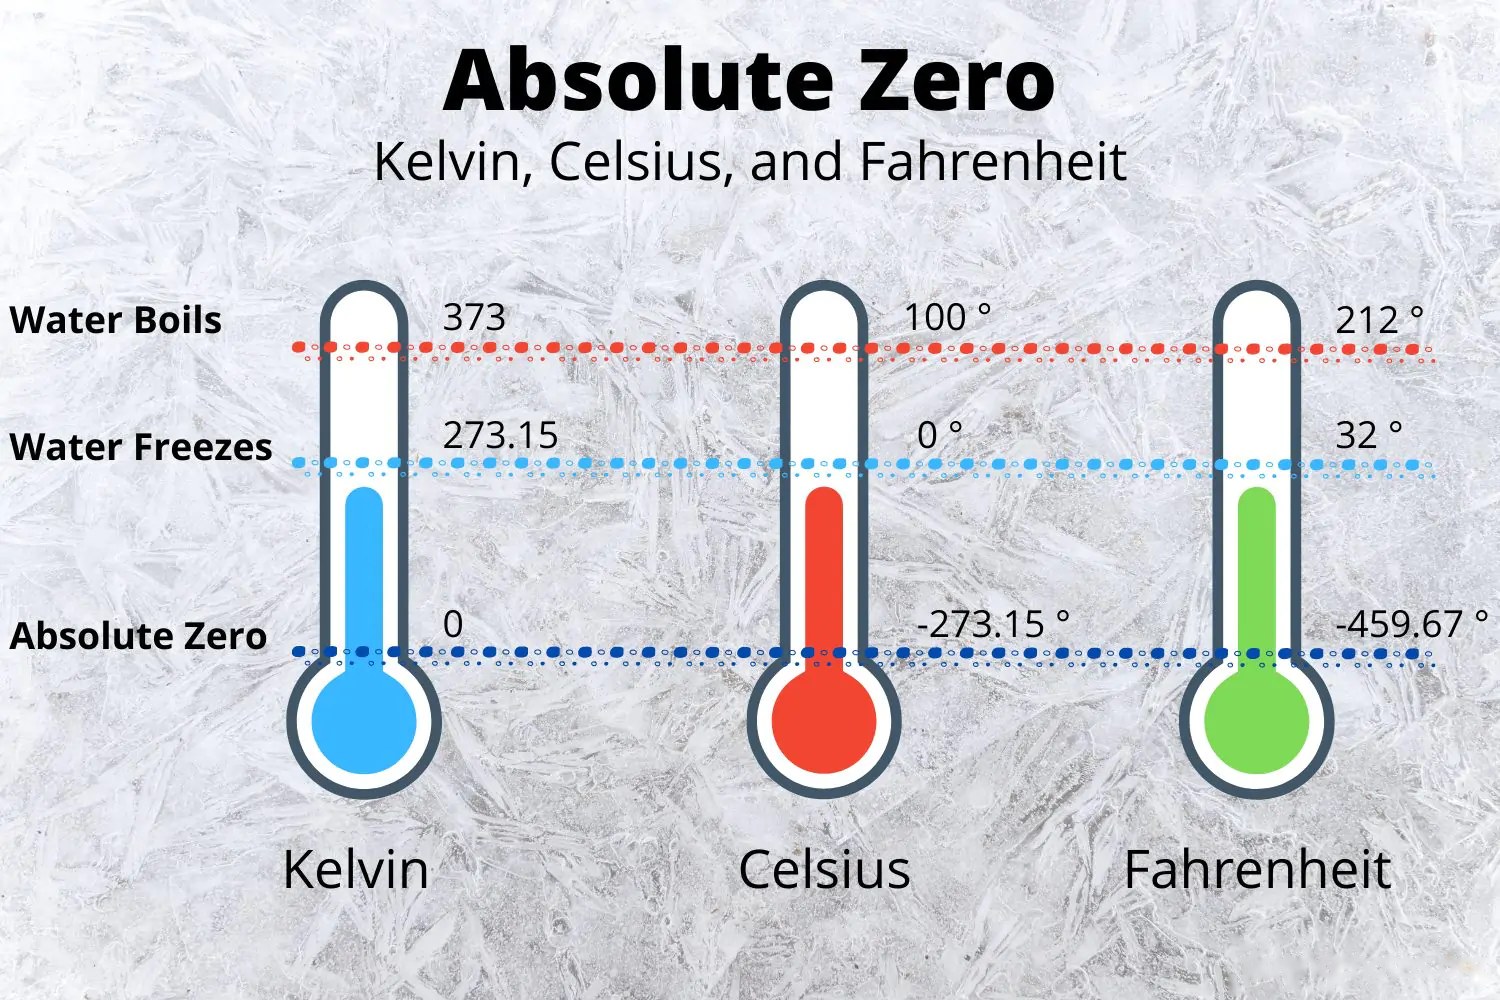 Absolute Zero
Kelvin, Celsius, and Fahrenheit
Water Boils 373 100 ° 212 °
Water Freezes 273.15 0 ° 32 °
Absolute Zero 0 -273.15 ° -459.67 °
Kelvin Celsius Fahrenheit